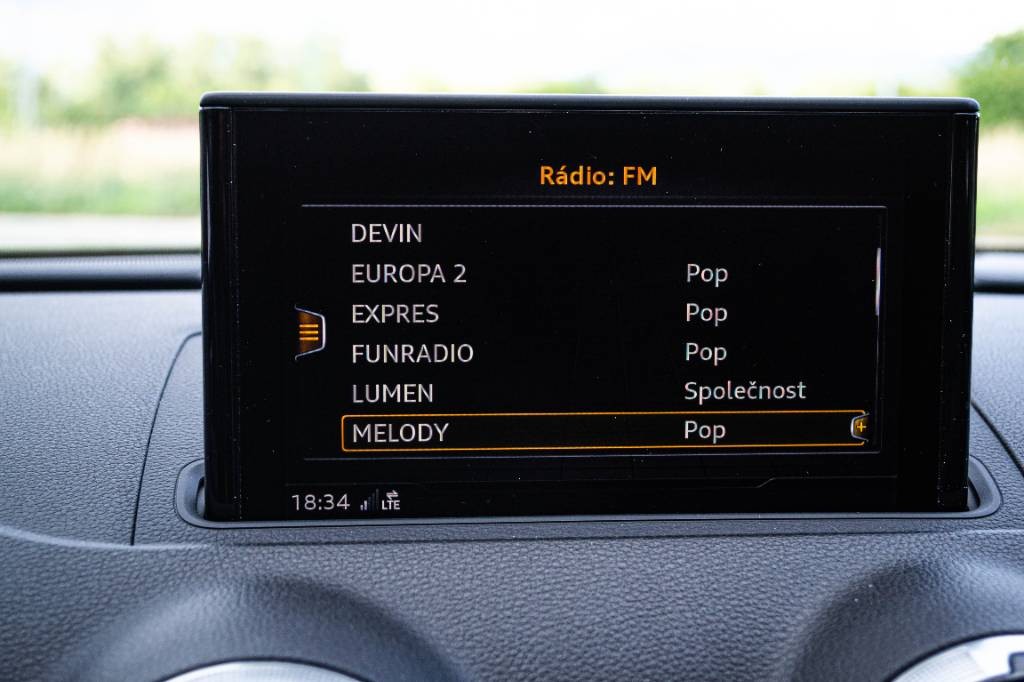 Rádio: FM
DEVIN
EUROPA 2 Pop
EXPRES Pop
FUNRADIO Pop
LUMEN Společnost
MELODY Pop
18:34 LTE